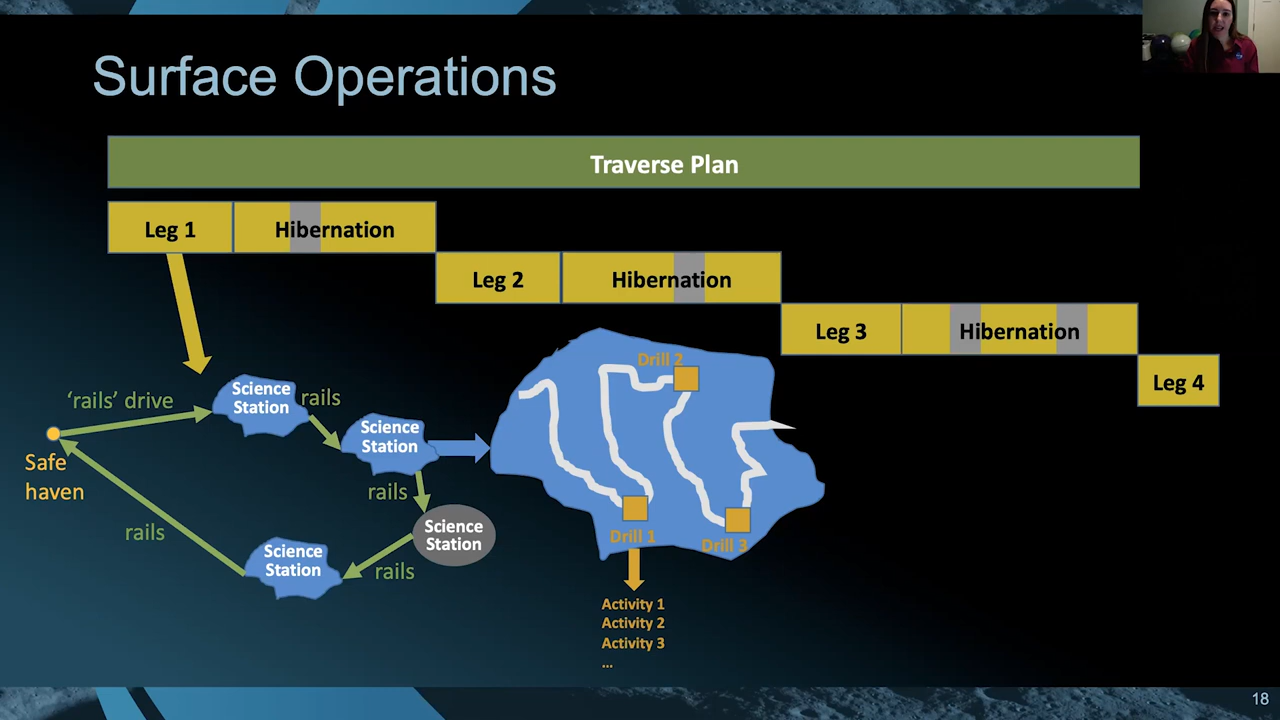 Surface Operations
Traverse Plan
Leg 1
Hibernation
Leg 2
Hibernation
Leg 3
Hibernation
Leg 4
‘rails’ drive
Science
Station
rails
Science
Station
rails
Science
Station
rails
Science
Station
rails
Safe
haven
Drill 2
Drill 1
Drill 3
Activity 1
Activity 2
Activity 3
...
18